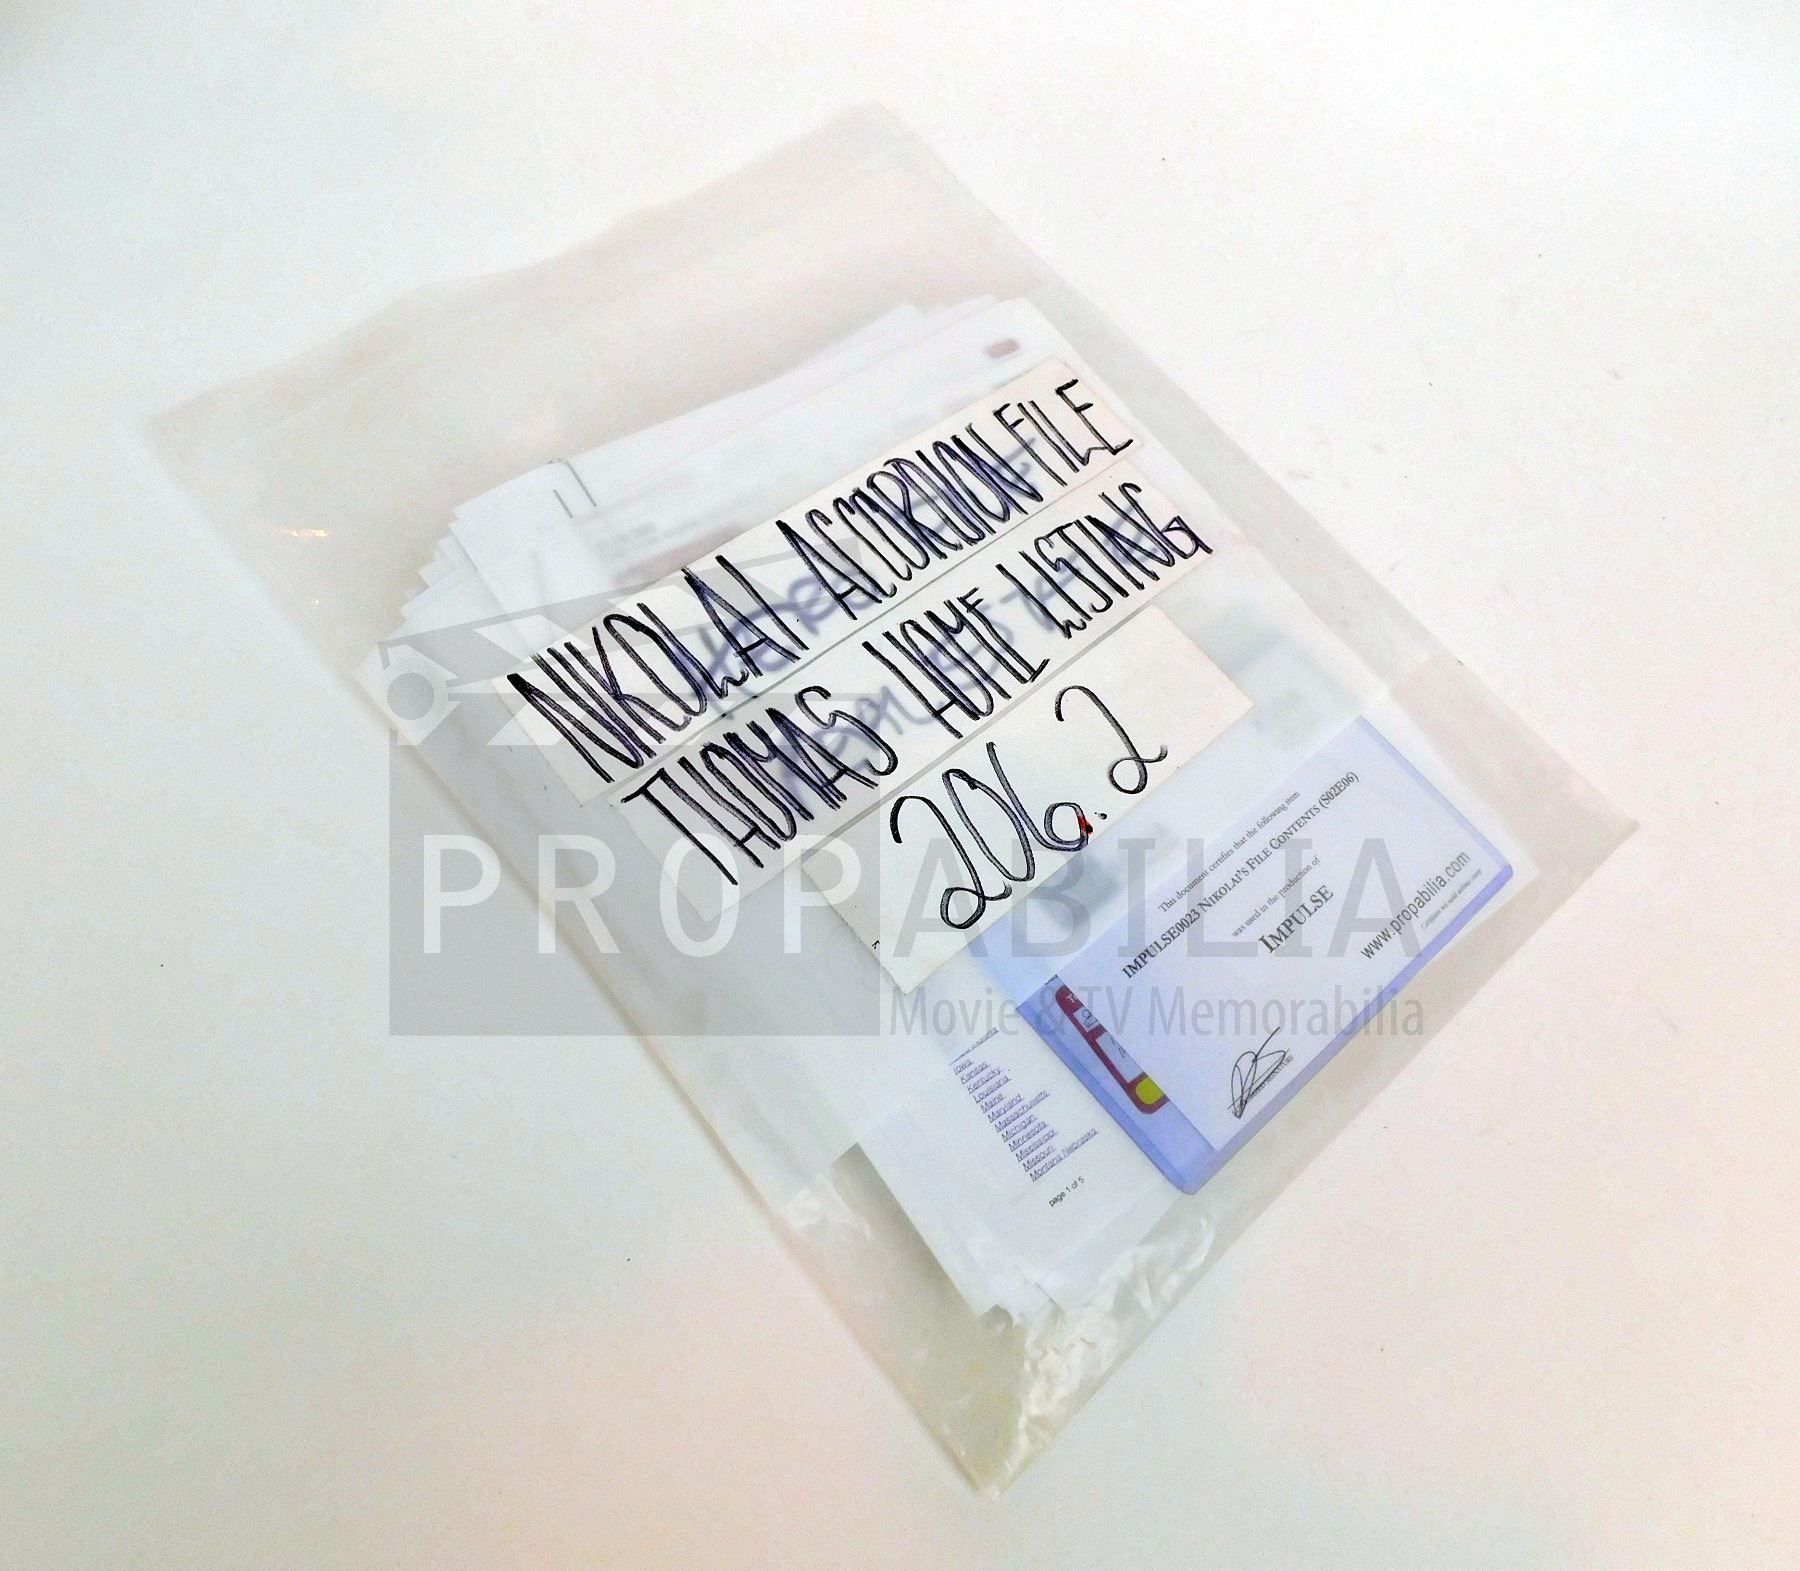 NIKOLAI ACCORDION FILE
THOMAS HOME LISTING
206.2
This document certifies that the following item
IMPULSE0023 NIKOLAI'S FILE CONTENTS (S02E06)
was used in the production of
IMPULSE
www.propabilia.com
PROPABILIA
Movie & TV Memorabilia
Iowa
Kansas
Kentucky
Louisiana
Maine
Maryland
Massachusetts
Michigan
Minnesota
Mississippi
Missouri
Montana Nebraska
page 1 of 5